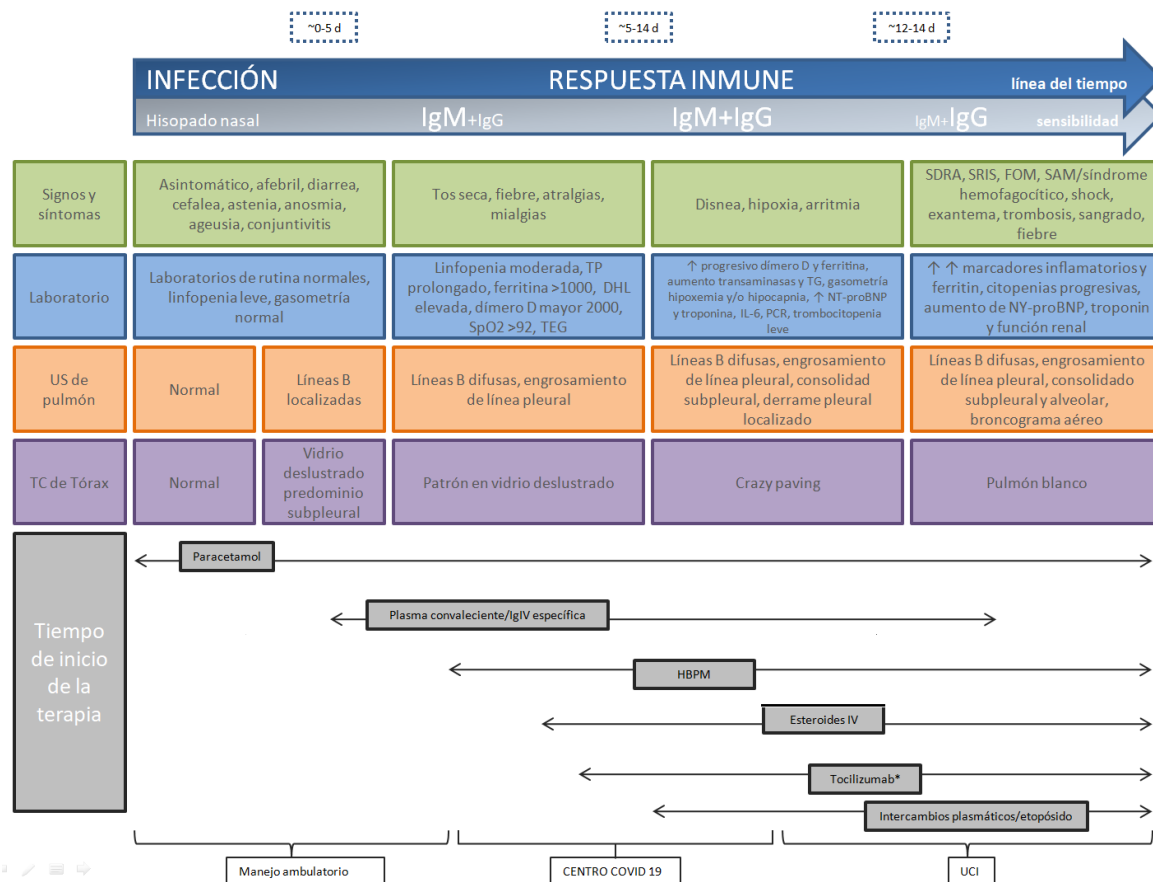 ~0-5 d
~5-14 d
~12-14 d
INFECCIÓN
RESPUESTA INMUNE
línea del tiempo
Hisopado nasal
IgM+IgG
IgM+IgG
IgM+IgG
sensibilidad
Signos y
síntomas
Asintomático, afebril, diarrea,
cefalea, astenia, anosmia,
ageusia, conjuntivitis
Tos seca, fiebre, atralgias,
mialgias
Disnea, hipoxia, arritmia
SDRA, SRIS, FOM, SAM/síndrome
hemofagocítico, shock,
exantema, trombosis, sangrado,
fiebre
Laboratorio
Laboratorios de rutina normales,
linfopenia leve, gasometría
normal
Linfopenia moderada, TP
prolongado, ferritina >1000, DHL
elevada, dímero D mayor 2000,
SpO2 >92, TEG
↑ progresivo dímero D y ferritina,
aumento transaminasas y TG, gasometría
hipoxemia y/o hipocapnia, ↑ NT-proBNP
y troponina, IL-6, PCR, trombocitopenia
leve
↑ ↑ marcadores inflamatorios y
ferritin, citopenias progresivas,
aumento de NY-proBNP, troponin
y función renal
US de
pulmón
Normal
Líneas B
localizadas
Líneas B difusas, engrosamiento
de línea pleural
Líneas B difusas, engrosamiento
de línea pleural, consolidad
subpleural, derrame pleural
localizado
Líneas B difusas, engrosamiento
de línea pleural, consolidado
subpleural y alveolar,
broncograma aéreo
TC de Tórax
Normal
Vidrio
deslustrado
predominio
subpleural
Patrón en vidrio deslustrado
Crazy paving
Pulmón blanco
Tiempo
de inicio
de la
terapia
Paracetamol
Plasma convaleciente/IgIV específica
HBPM
Esteroides IV
Tocilizumab*
Intercambios plasmáticos/etopósido
Manejo ambulatorio
CENTRO COVID 19
UCI